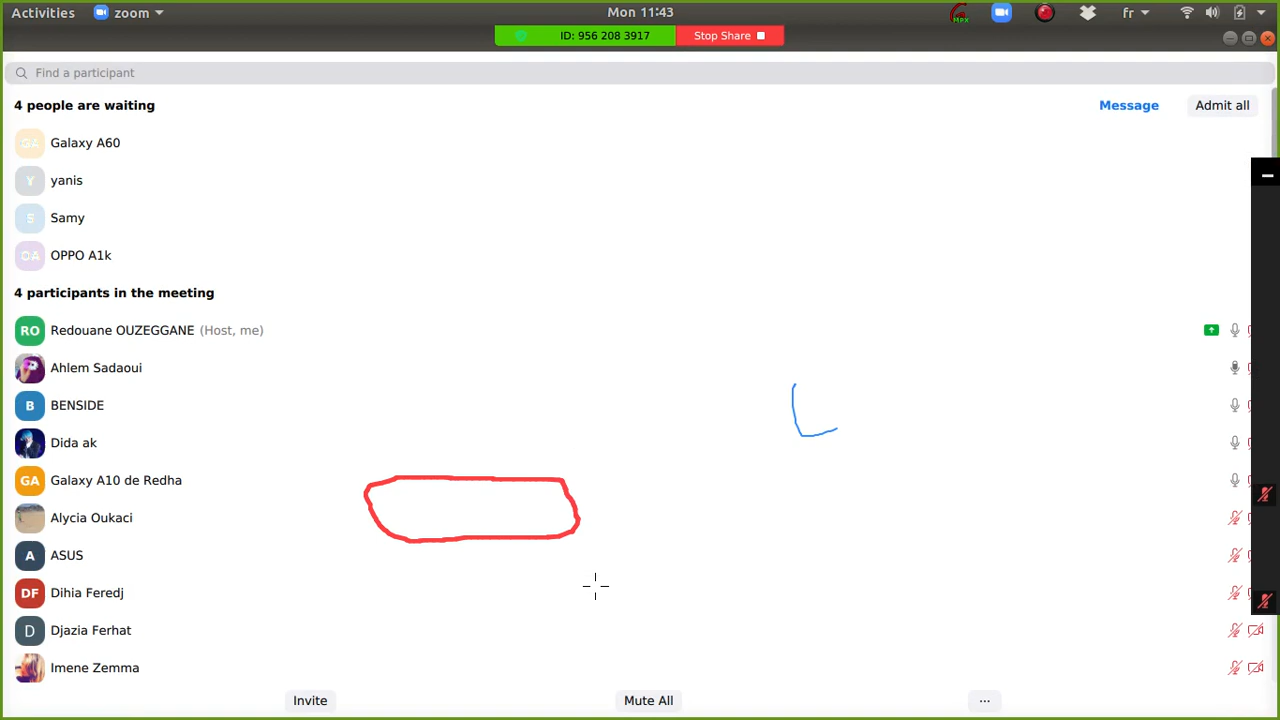 Activities zoom Mon 11:43 MPX fr
ID: 956 208 3917 Stop Share
Find a participant
4 people are waiting Message Admit all
GA Galaxy A60
Y yanis
S Samy
OA OPPO A1k
4 participants in the meeting
RO Redouane OUZEGGANE (Host, me)
Ahlem Sadaoui
B BENSIDE
Dida ak
GA Galaxy A10 de Redha
Alycia Oukaci
A ASUS
DF Dihia Feredj
D Djazia Ferhat
Imene Zemma
Invite Mute All ...